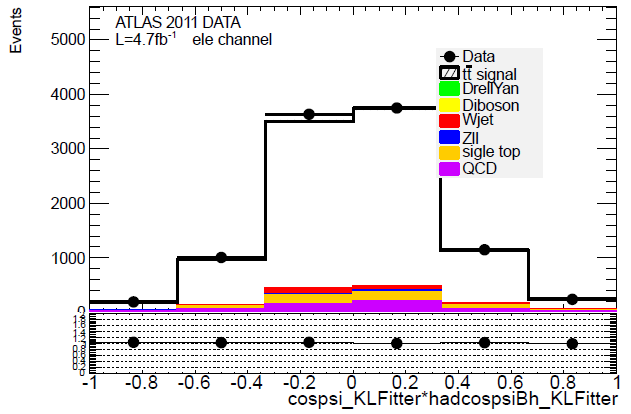 Events
ATLAS 2011 DATA
L=4.7fb⁻¹ ele channel
Data
tt̄ signal
DrellYan
Diboson
Wjet
Zll
sigle top
QCD
5000
4000
3000
2000
1000
0
-1 -0.8 -0.6 -0.4 -0.2 0 0.2 0.4 0.6 0.8 1
cospsi_KLFitter*hadcospsiBh_KLFitter